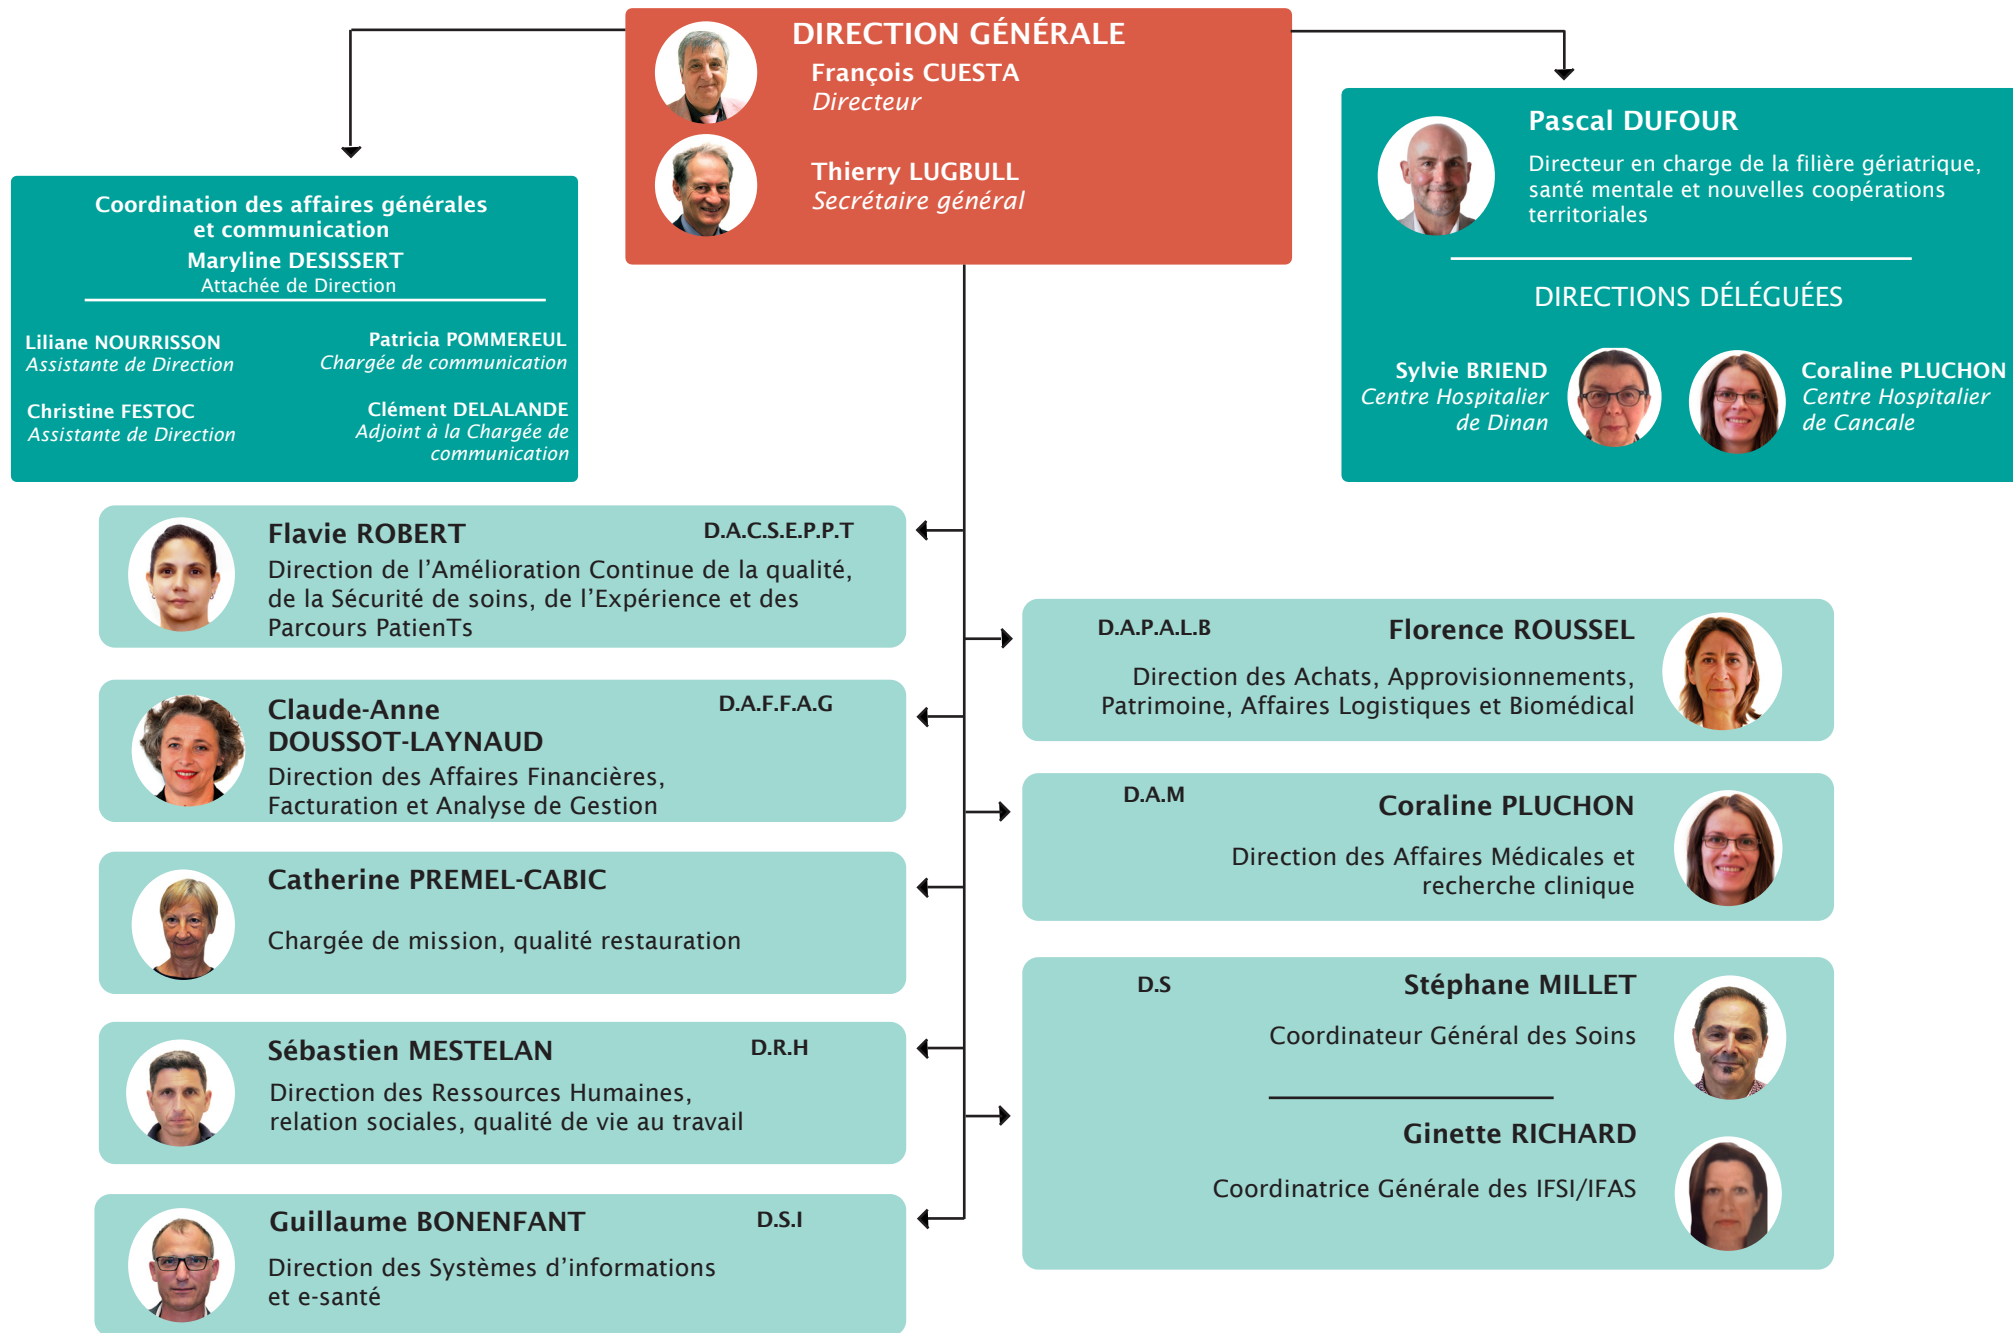 DIRECTION GÉNÉRALE
François CUESTA
Directeur
Thierry LUGBULL
Secrétaire général
Coordination des affaires générales
et communication
Maryline DESISSERT
Attachée de Direction
Liliane NOURRISSON
Assistante de Direction
Patricia POMMEREUL
Chargée de communication
Christine FESTOC
Assistante de Direction
Clément DELALANDE
Adjoint à la Chargée de
communication
Pascal DUFOUR
Directeur en charge de la filière gériatrique,
santé mentale et nouvelles coopérations
territoriales
DIRECTIONS DÉLÉGUÉES
Sylvie BRIEND
Centre Hospitalier
de Dinan
Coraline PLUCHON
Centre Hospitalier
de Cancale
Flavie ROBERT
D.A.C.S.E.P.P.T
Direction de l’Amélioration Continue de la qualité,
de la Sécurité de soins, de l’Expérience et des
Parcours PatienTs
Claude-Anne
DOUSSOT-LAYNAUD
D.A.F.F.A.G
Direction des Affaires Financières,
Facturation et Analyse de Gestion
Catherine PREMEL-CABIC
Chargée de mission, qualité restauration
Sébastien MESTELAN
D.R.H
Direction des Ressources Humaines,
relation sociales, qualité de vie au travail
Guillaume BONENFANT
D.S.I
Direction des Systèmes d’informations
et e-santé
D.A.P.A.L.B
Florence ROUSSEL
Direction des Achats, Approvisionnements,
Patrimoine, Affaires Logistiques et Biomédical
D.A.M
Coraline PLUCHON
Direction des Affaires Médicales et
recherche clinique
D.S
Stéphane MILLET
Coordinateur Général des Soins
Ginette RICHARD
Coordinatrice Générale des IFSI/IFAS